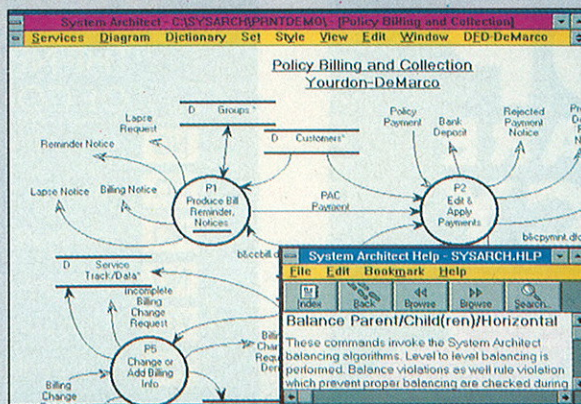 System Architect - C:\SYSARCH\PRNTDEMO\ - [Policy Billing and Collection]
Services Diagram Dictionary Set Style View Edit Window DFD-DeMarco
Policy Billing and Collection
Yourdon-DeMarco
D Groups*
Lapse
Request
D Customers*
Policy
Payment
Bank
Deposit
Rejected
Payment
Notice
Reminder Notice
Lapse Notice
Billing Notice
P1
Produce Bill
Reminder,
Notices
PAC
Payment
P2
Edit &
Apply
Payments
D Service
Track/Data*
Incomplete
Billing
Change
Request
P5
Change or
Add Billing
Info
Billing
Change
System Architect Help - SYSARCH.HLP
File Edit Bookmark Help
Index Back Browse Browse Search...
Balance Parent/Child(ren)/Horizontal
These commands invoke the System Architect
balancing algorithms. Level to level balancing is
performed. Balance violations as well rule violation
which prevent proper balancing are checked during